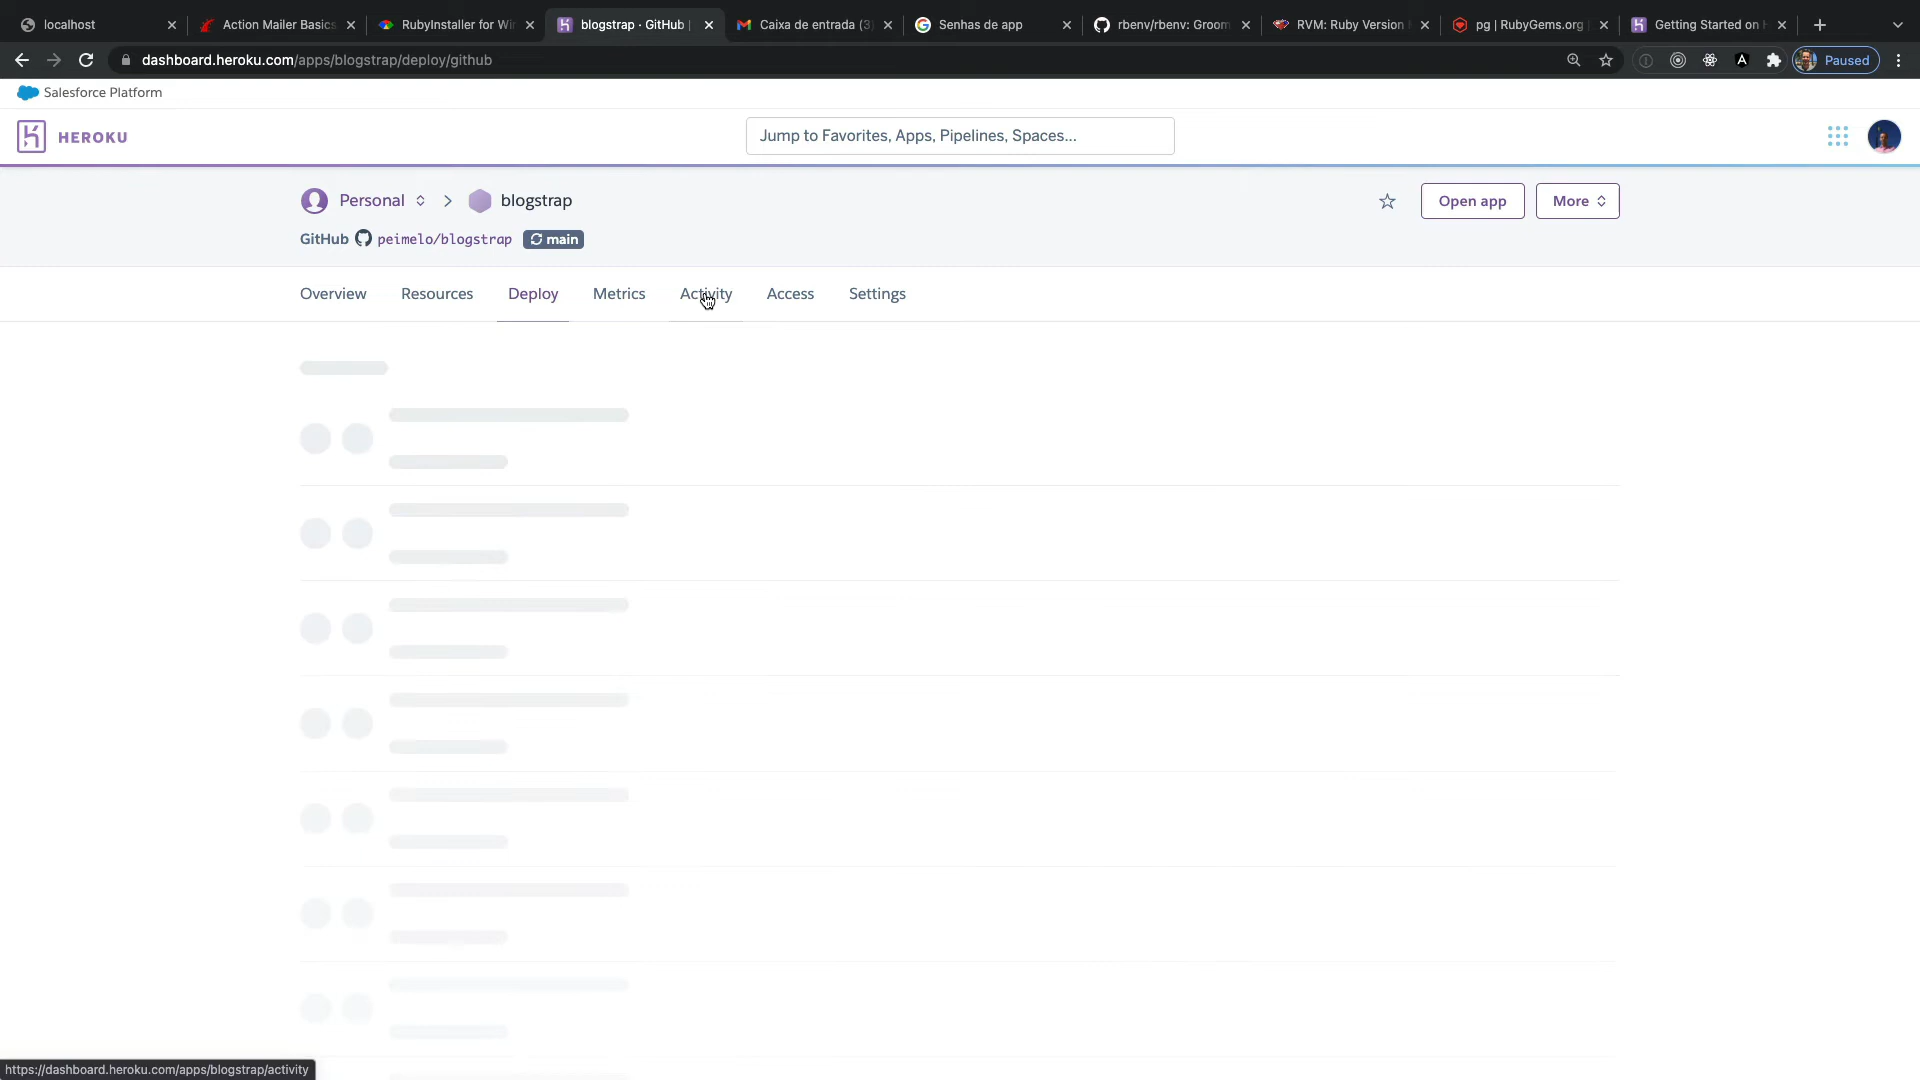 localhost
Action Mailer Basics
RubyInstaller for Wi
blogstrap · GitHub |
Caixa de entrada (3)
Senhas de app
rbenv/rbenv: Groom
RVM: Ruby Version
pg | RubyGems.org
Getting Started on H
dashboard.heroku.com/apps/blogstrap/deploy/github
Paused
Salesforce Platform
HEROKU
Jump to Favorites, Apps, Pipelines, Spaces...
Personal
blogstrap
Open app
More
GitHub peimelo/blogstrap main
Overview
Resources
Deploy
Metrics
Activity
Access
Settings
https://dashboard.heroku.com/apps/blogstrap/activity